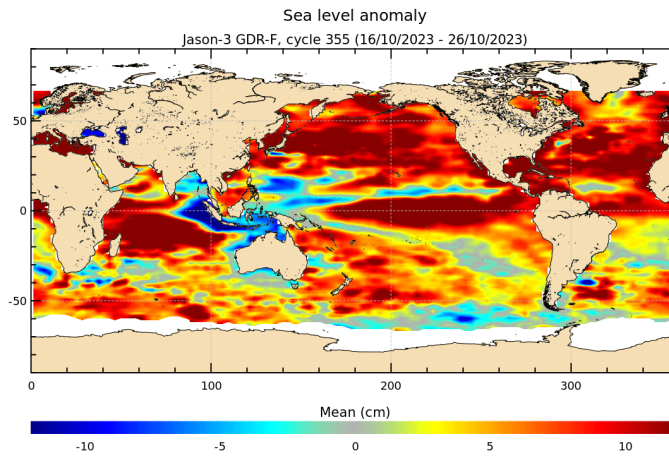 Sea level anomaly
Jason-3 GDR-F, cycle 355 (16/10/2023 - 26/10/2023)
50
0
-50
0 100 200 300
Mean (cm)
-10 -5 0 5 10